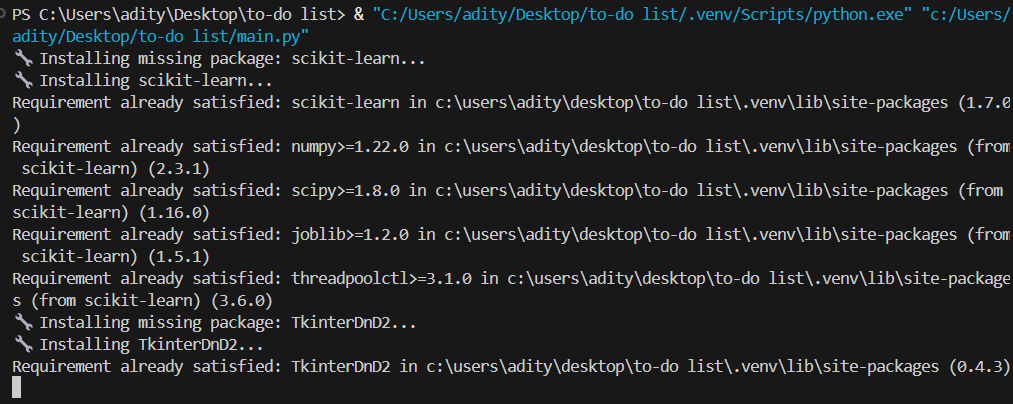 PS C:\Users\adity\Desktop\to-do list> & "C:/Users/adity/Desktop/to-do list/.venv/Scripts/python.exe" "c:/Users/
adity/Desktop/to-do list/main.py"
🔧 Installing missing package: scikit-learn...
🔧 Installing scikit-learn...
Requirement already satisfied: scikit-learn in c:\users\adity\desktop\to-do list\.venv\lib\site-packages (1.7.0
)
Requirement already satisfied: numpy>=1.22.0 in c:\users\adity\desktop\to-do list\.venv\lib\site-packages (from
 scikit-learn) (2.3.1)
Requirement already satisfied: scipy>=1.8.0 in c:\users\adity\desktop\to-do list\.venv\lib\site-packages (from
scikit-learn) (1.16.0)
Requirement already satisfied: joblib>=1.2.0 in c:\users\adity\desktop\to-do list\.venv\lib\site-packages (from
 scikit-learn) (1.5.1)
Requirement already satisfied: threadpoolctl>=3.1.0 in c:\users\adity\desktop\to-do list\.venv\lib\site-package
s (from scikit-learn) (3.6.0)
🔧 Installing missing package: TkinterDnD2...
🔧 Installing TkinterDnD2...
Requirement already satisfied: TkinterDnD2 in c:\users\adity\desktop\to-do list\.venv\lib\site-packages (0.4.3)